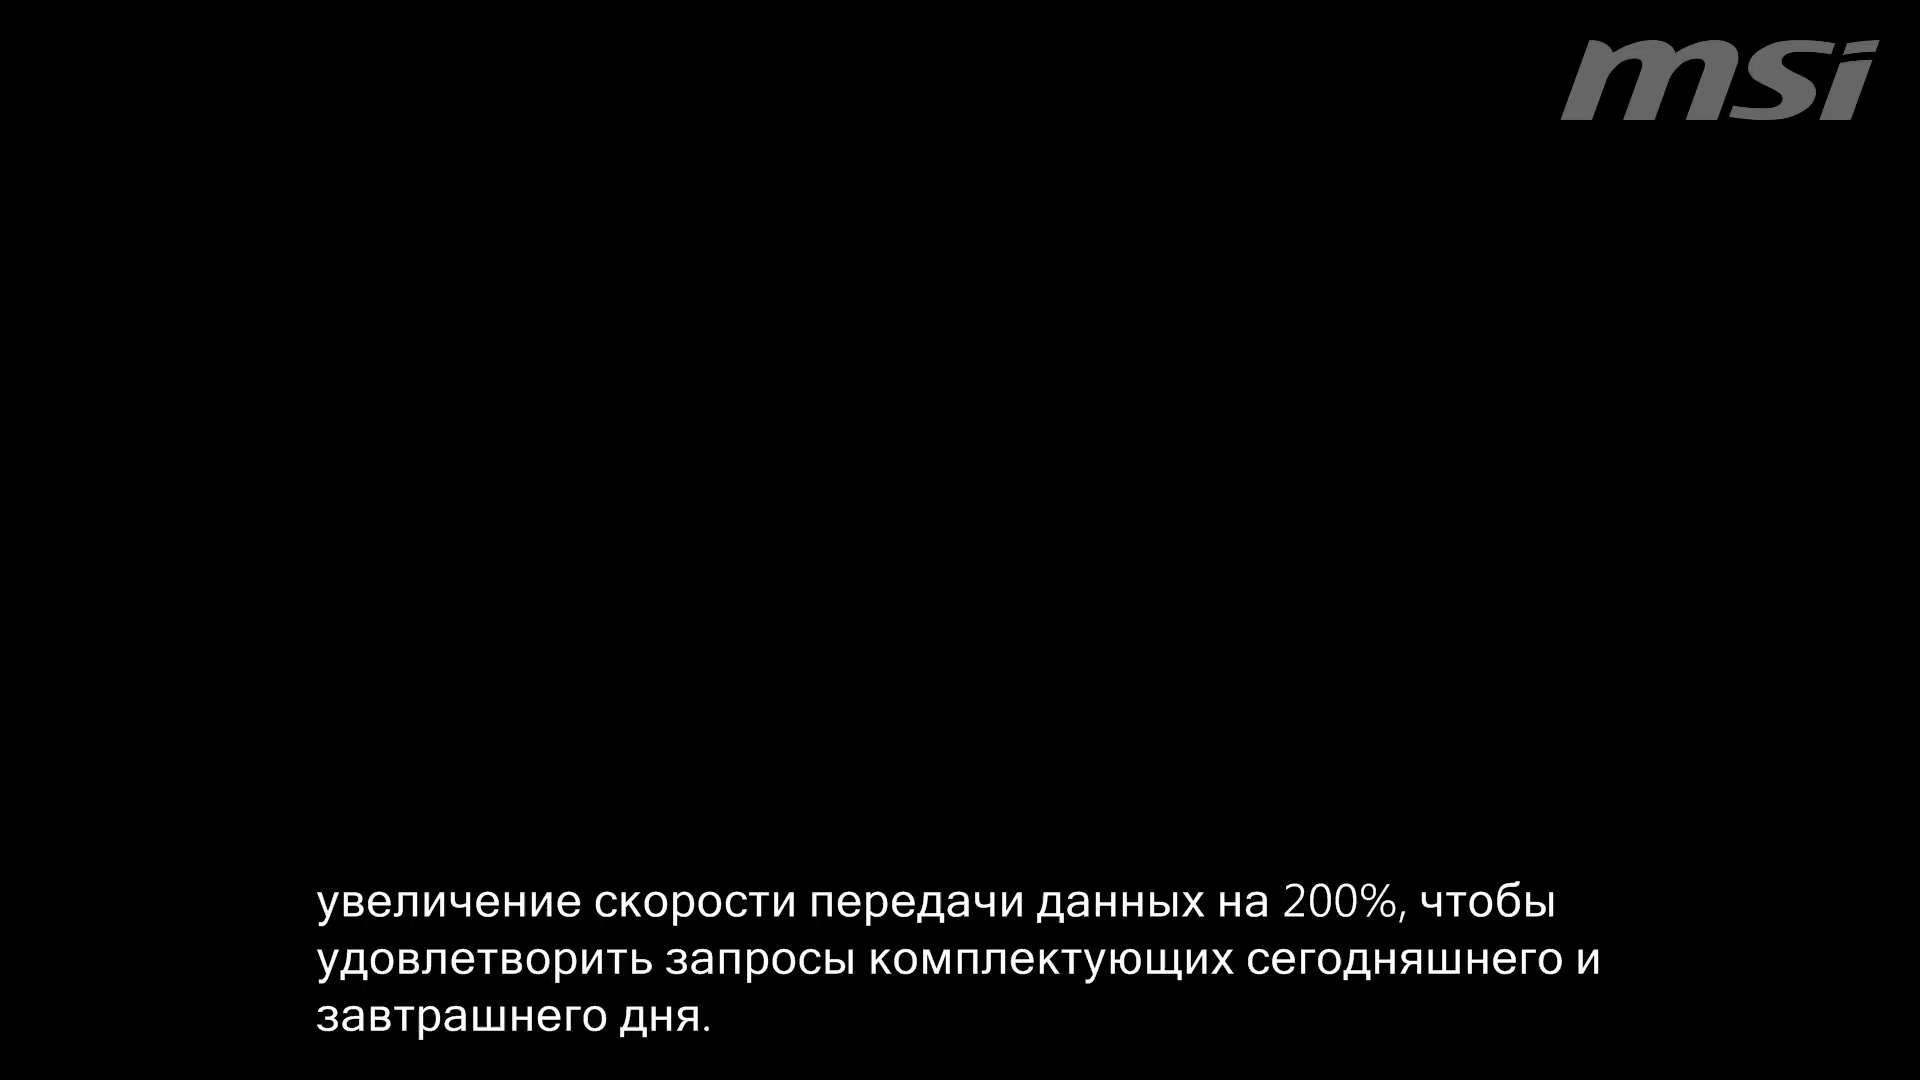 msi
увеличение скорости передачи данных на 200%, чтобы
удовлетворить запросы комплектующих сегодняшнего и
завтрашнего дня.